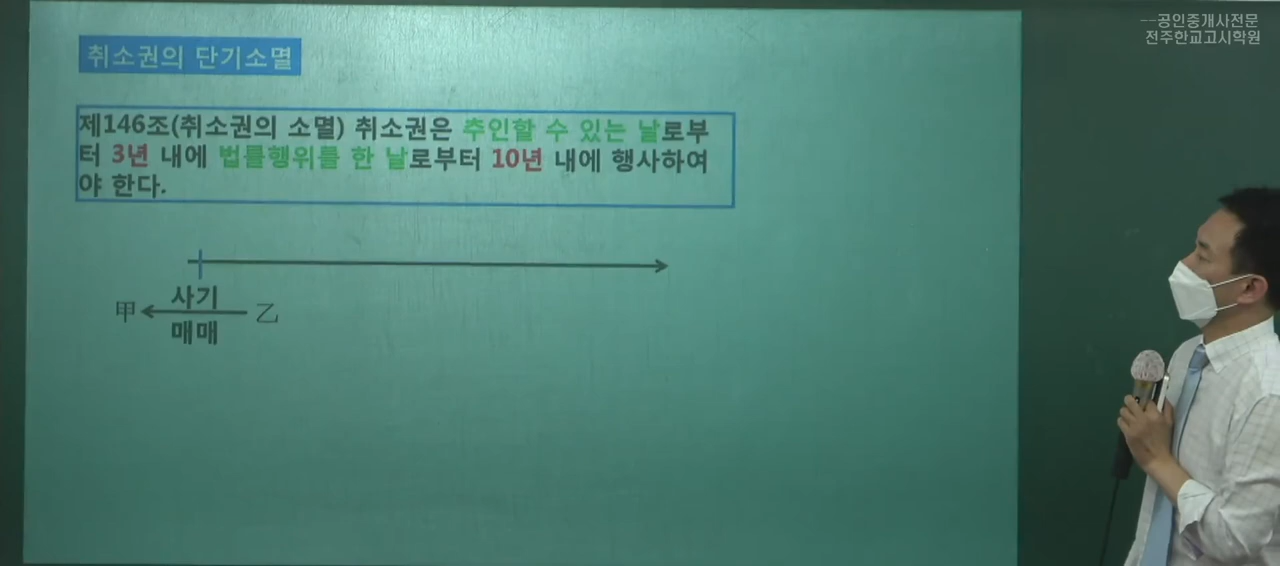 --공인중개사전문
전주한교고시학원
취소권의 단기소멸
제146조(취소권의 소멸) 취소권은 추인할 수 있는 날로부
터 3년 내에 법률행위를 한 날로부터 10년 내에 행사하여
야 한다.
사기
甲 乙
매매